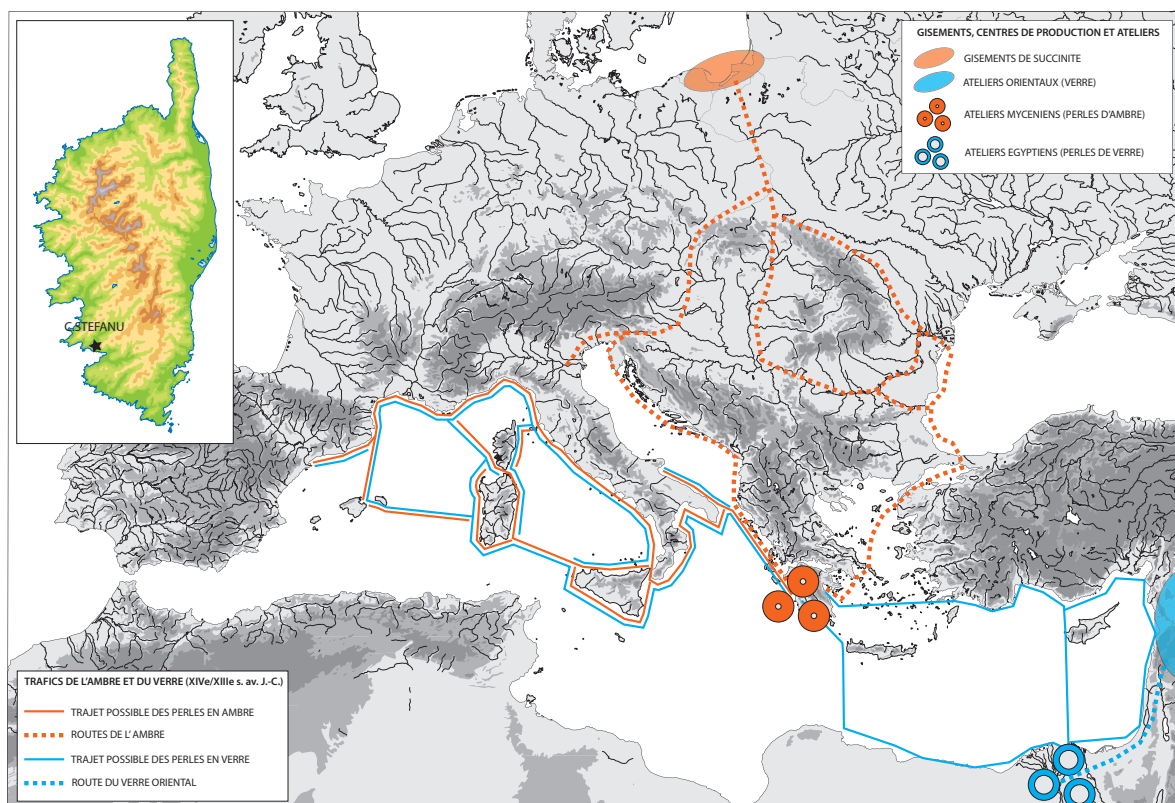 C.STEFANU
GISEMENTS, CENTRES DE PRODUCTION ET ATELIERS
GISEMENTS DE SUCCINITE
ATELIERS ORIENTAUX (VERRE)
ATELIERS MYCENIENS (PERLES D'AMBRE)
ATELIERS EGYPTIENS (PERLES DE VERRE)
TRAFICS DE L'AMBRE ET DU VERRE (XIVe/XIIIe s. av. J.-C.)
TRAJET POSSIBLE DES PERLES EN AMBRE
ROUTES DE L' AMBRE
TRAJET POSSIBLE DES PERLES EN VERRE
ROUTE DU VERRE ORIENTAL